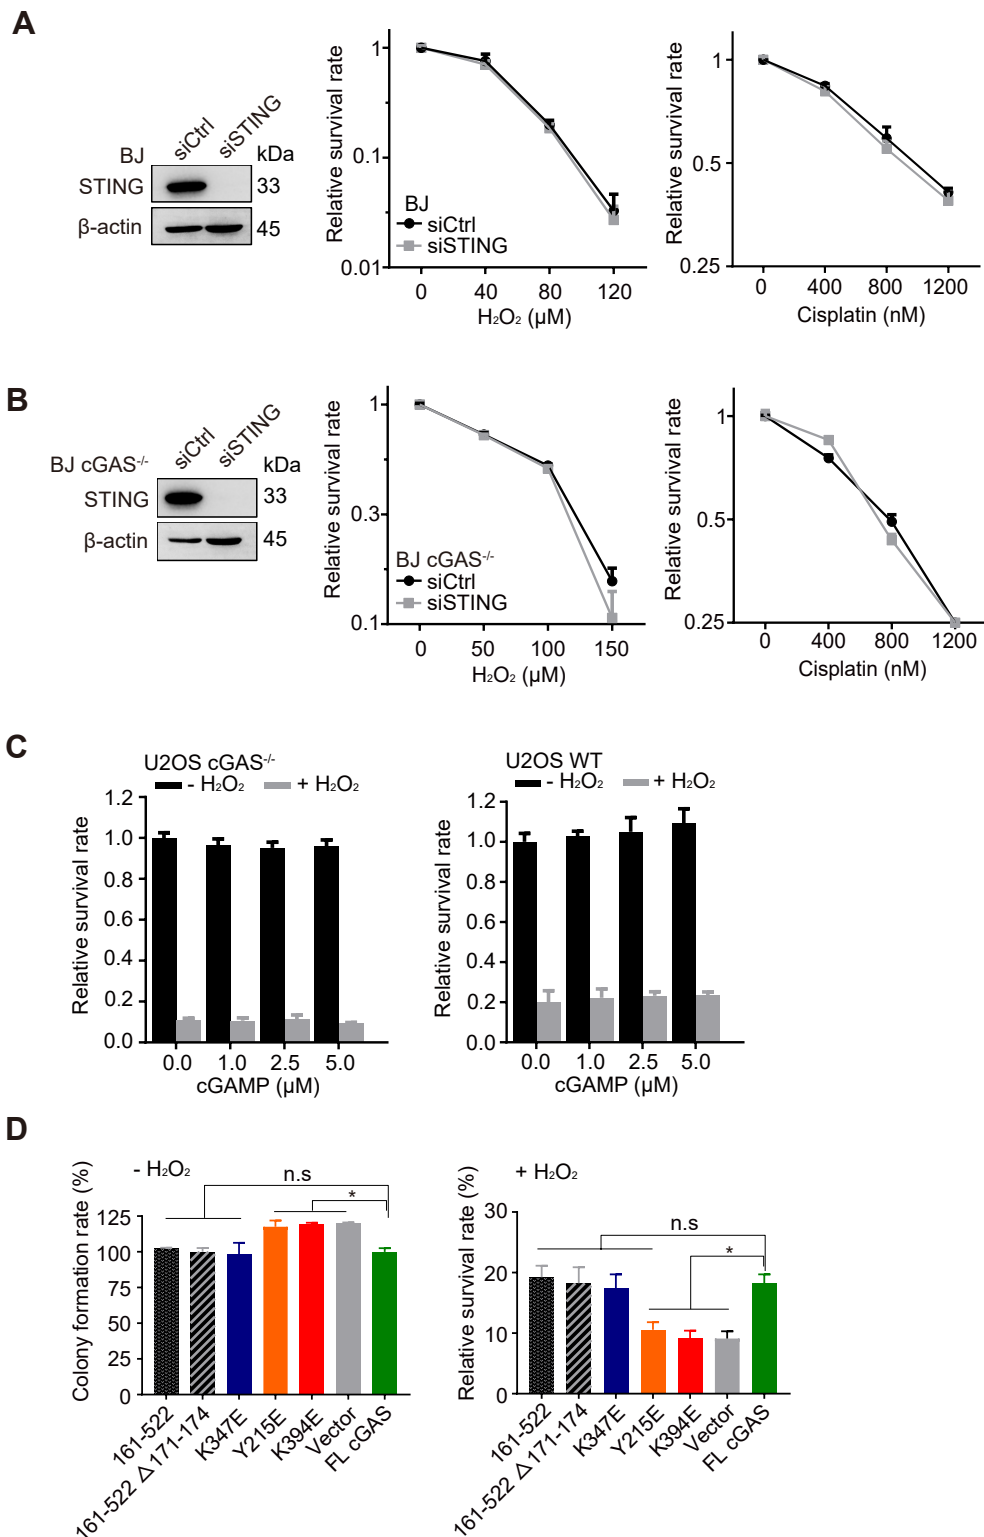 A
BJ
siCtrl
siSTING
kDa
STING
33
β-actin
45
Relative survival rate
1
0.1
0.01
BJ
siCtrl
siSTING
0
40
80
120
H₂O₂ (μM)
Relative survival rate
1
0.5
0.25
0
400
800
1200
Cisplatin (nM)
B
BJ cGAS⁻/⁻
siCtrl
siSTING
kDa
STING
33
β-actin
45
Relative survival rate
1
0.3
0.1
BJ cGAS⁻/⁻
siCtrl
siSTING
0
50
100
150
H₂O₂ (μM)
Relative survival rate
1
0.5
0.25
0
400
800
1200
Cisplatin (nM)
C
U2OS cGAS⁻/⁻
- H₂O₂
+ H₂O₂
Relative survival rate
1.2
1.0
0.8
0.6
0.4
0.2
0.0
0.0
1.0
2.5
5.0
cGAMP (μM)
U2OS WT
- H₂O₂
+ H₂O₂
Relative survival rate
1.2
1.0
0.8
0.6
0.4
0.2
0.0
0.0
1.0
2.5
5.0
cGAMP (μM)
D
- H₂O₂
n.s
*
Colony formation rate (%)
125
100
75
50
25
0
161-522
161-522 Δ 171-174
K347E
Y215E
K394E
Vector
FL cGAS
+ H₂O₂
n.s
*
Relative survival rate (%)
30
20
10
0
161-522
161-522 Δ 171-174
K347E
Y215E
K394E
Vector
FL cGAS